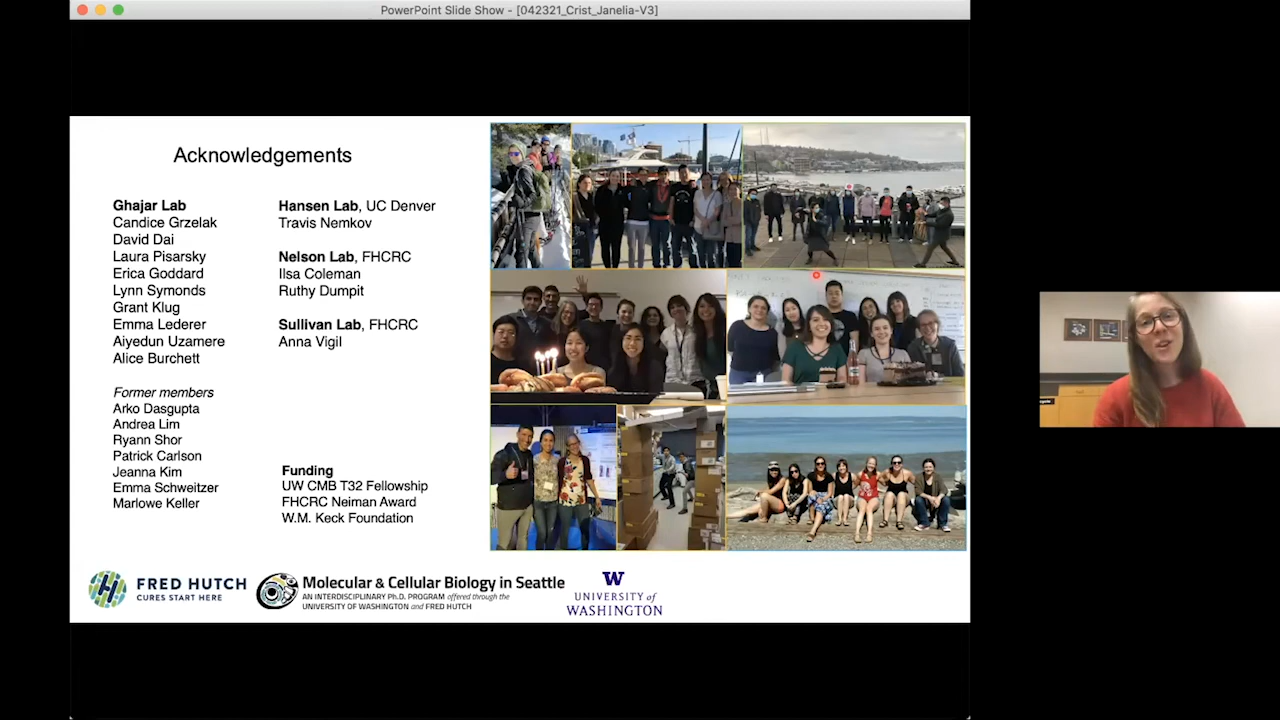 PowerPoint Slide Show - [042321_Crist_Janelia-V3]
Acknowledgements
Ghajar Lab
Candice Grzelak
David Dai
Laura Pisarsky
Erica Goddard
Lynn Symonds
Grant Klug
Emma Lederer
Aiyedun Uzamere
Alice Burchett
Former members
Arko Dasgupta
Andrea Lim
Ryann Shor
Patrick Carlson
Jeanna Kim
Emma Schweitzer
Marlowe Keller
Hansen Lab, UC Denver
Travis Nemkov
Nelson Lab, FHCRC
Ilsa Coleman
Ruthy Dumpit
Sullivan Lab, FHCRC
Anna Vigil
Funding
UW CMB T32 Fellowship
FHCRC Neiman Award
W.M. Keck Foundation
FRED HUTCH
CURES START HERE
Molecular & Cellular Biology in Seattle
AN INTERDISCIPLINARY Ph.D. PROGRAM offered through the
UNIVERSITY OF WASHINGTON and FRED HUTCH
W
UNIVERSITY of
WASHINGTON